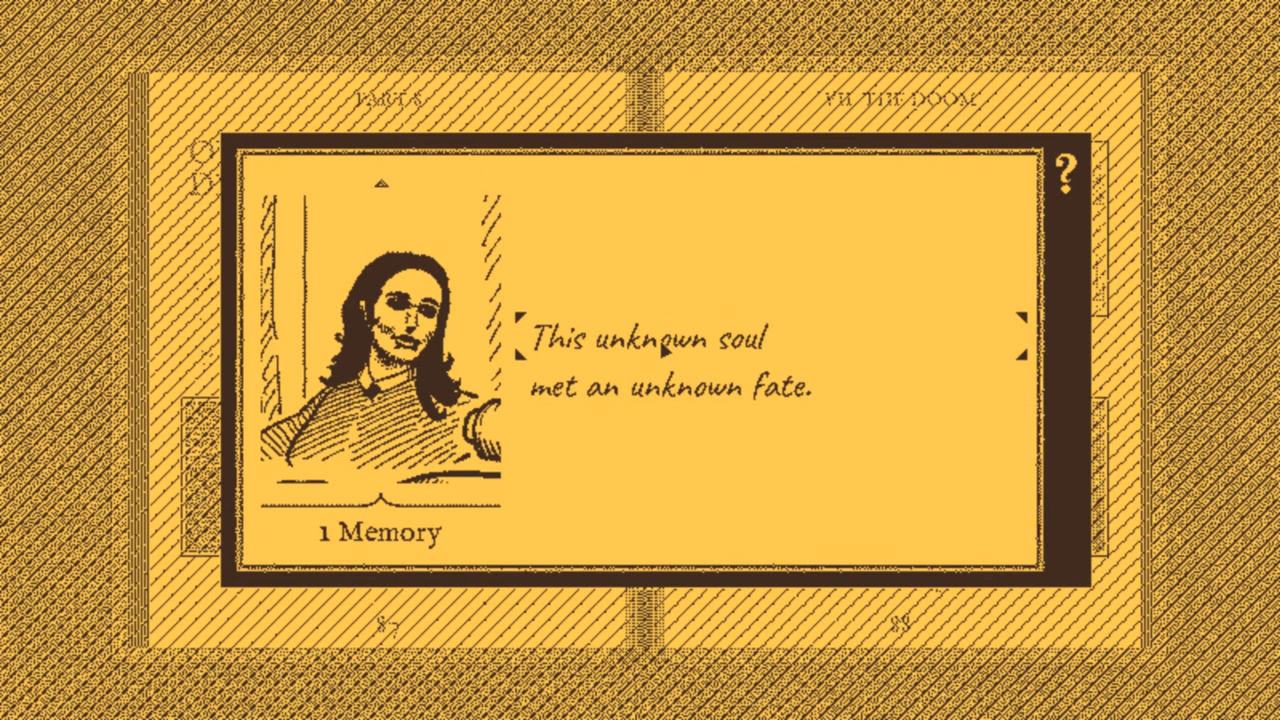 PART 8
VII. THE DOOM
?
This unknown soul
met an unknown fate.
1 Memory
87
88